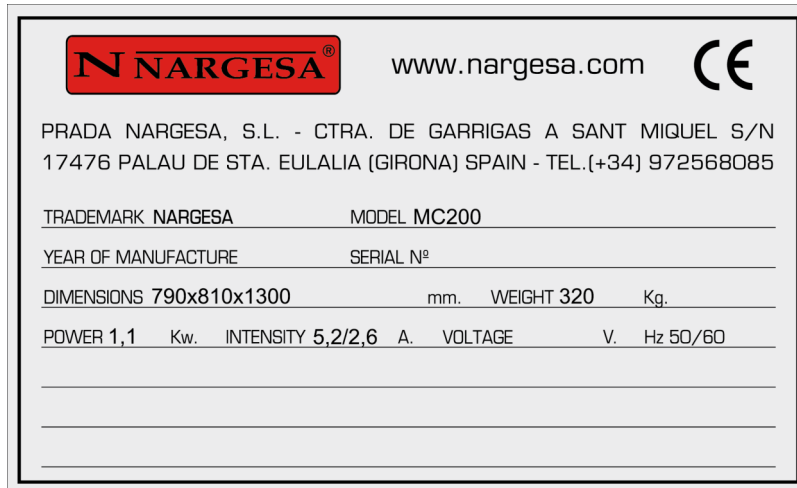 N NARGESA® www.nargesa.com CE
PRADA NARGESA, S.L. - CTRA. DE GARRIGAS A SANT MIQUEL S/N
17476 PALAU DE STA. EULALIA (GIRONA) SPAIN - TEL.(+34) 972568085
TRADEMARK NARGESA MODEL MC200
YEAR OF MANUFACTURE SERIAL Nº
DIMENSIONS 790x810x1300 mm. WEIGHT 320 Kg.
POWER 1,1 Kw. INTENSITY 5,2/2,6 A. VOLTAGE V. Hz 50/60